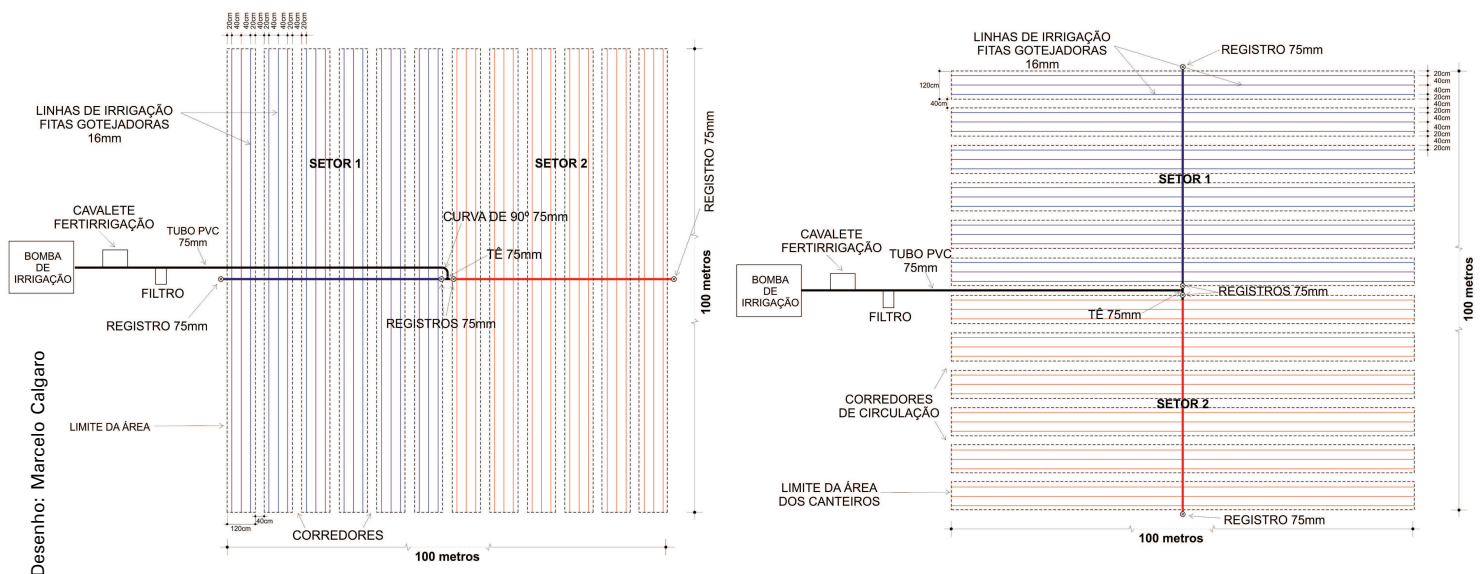 20cm
40cm
40cm
20cm
40cm
20cm
40cm
40cm
20cm
40cm
20cm
LINHAS DE IRRIGAÇÃO
FITAS GOTEJADORAS
16mm
SETOR 1
SETOR 2
REGISTRO 75mm
CAVALETE
FERTIRRIGAÇÃO
TUBO PVC
75mm
CURVA DE 90º 75mm
TÊ 75mm
BOMBA
DE
IRRIGAÇÃO
FILTRO
REGISTRO 75mm
REGISTROS 75mm
100 metros
LIMITE DA ÁREA
120cm
40cm
CORREDORES
100 metros
Desenho: Marcelo Calgaro
LINHAS DE IRRIGAÇÃO
FITAS GOTEJADORAS
16mm
REGISTRO 75mm
120cm
40cm
20cm
40cm
40cm
20cm
40cm
20cm
40cm
40cm
20cm
40cm
20cm
SETOR 1
CAVALETE
FERTIRRIGAÇÃO
TUBO PVC
75mm
BOMBA
DE
IRRIGAÇÃO
FILTRO
REGISTROS 75mm
TÊ 75mm
100 metros
CORREDORES
DE CIRCULAÇÃO
SETOR 2
LIMITE DA ÁREA
DOS CANTEIROS
REGISTRO 75mm
100 metros